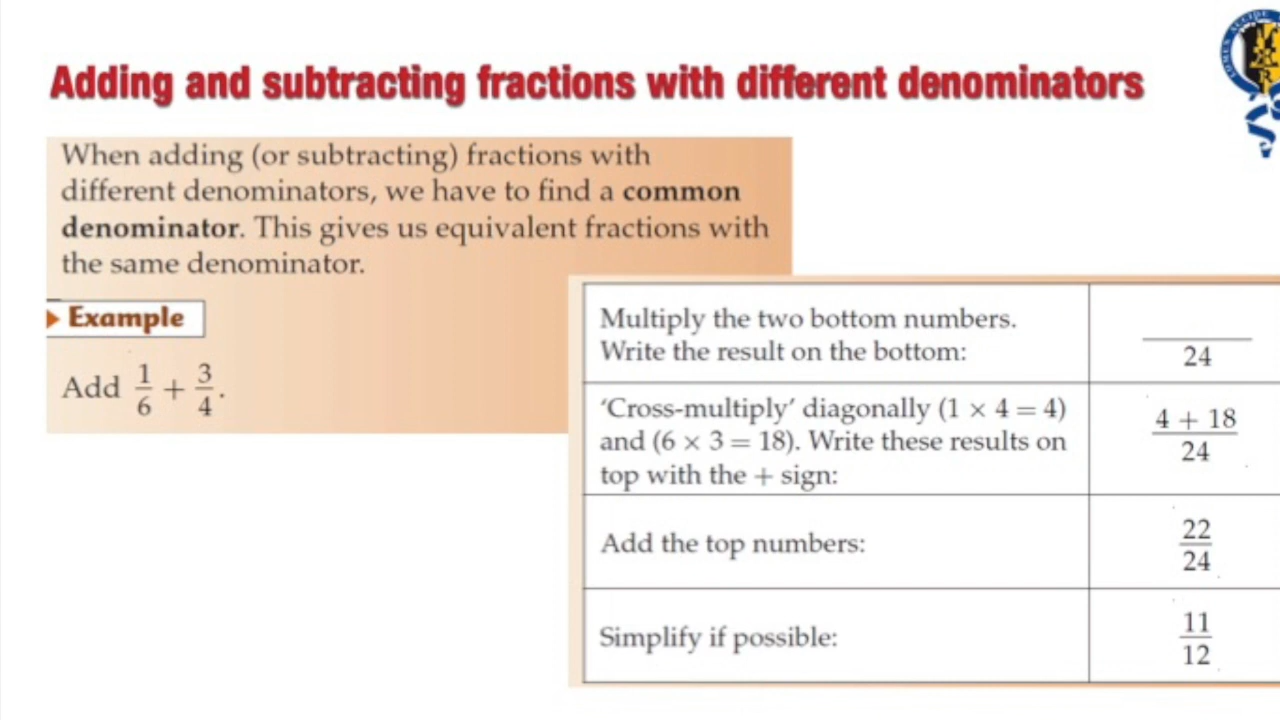 Adding and subtracting fractions with different denominators
When adding (or subtracting) fractions with
different denominators, we have to find a common
denominator. This gives us equivalent fractions with
the same denominator.
Example
Add 1/6 + 3/4.
Multiply the two bottom numbers.
Write the result on the bottom:
24
'Cross-multiply' diagonally (1 × 4 = 4)
and (6 × 3 = 18). Write these results on
top with the + sign:
4 + 18
24
Add the top numbers:
22
24
Simplify if possible:
11
12